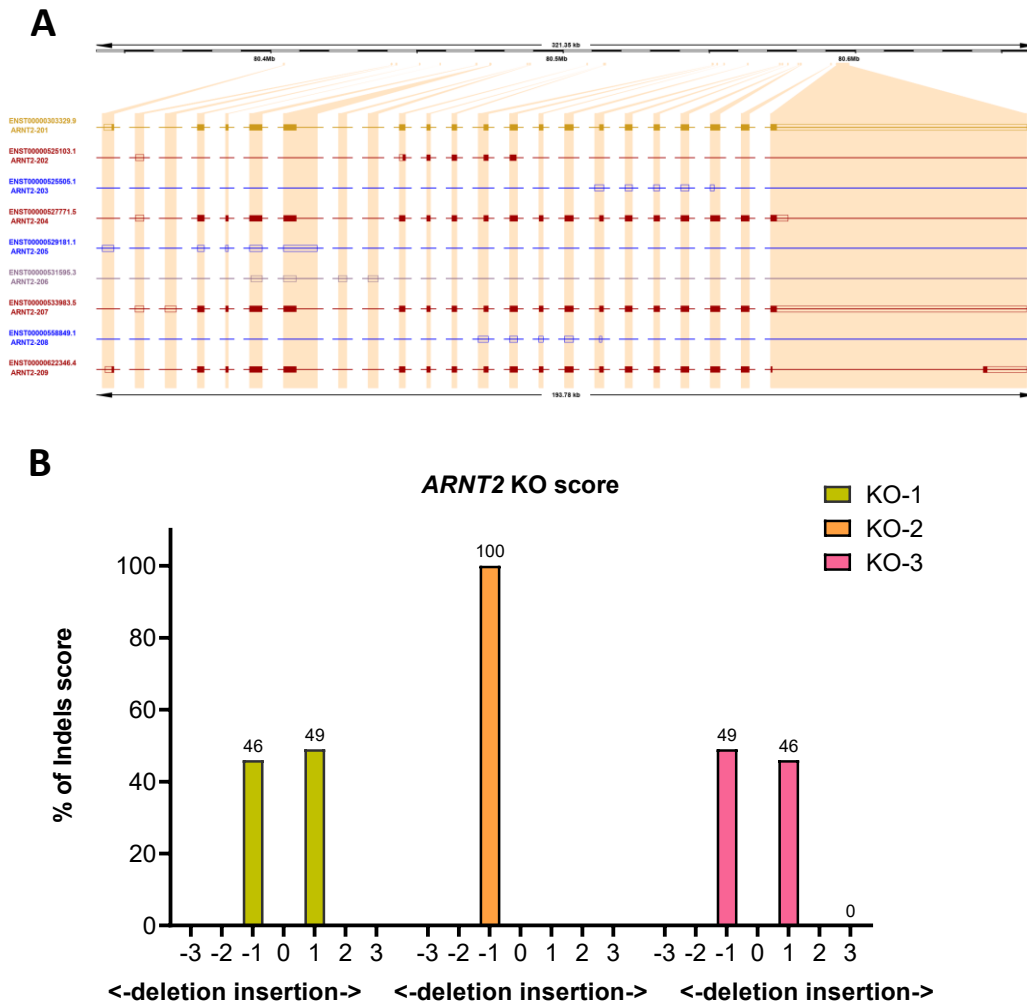 A
321.35 kb
80.4Mb 80.5Mb 80.6Mb
ENST00000303329.9
ARNT2-201
ENST00000525103.1
ARNT2-202
ENST00000525505.1
ARNT2-203
ENST00000527771.5
ARNT2-204
ENST00000529181.1
ARNT2-205
ENST00000531595.3
ARNT2-206
ENST00000533983.5
ARNT2-207
ENST00000558849.1
ARNT2-208
ENST00000622346.4
ARNT2-209
193.78 kb
B
ARNT2 KO score
KO-1
KO-2
KO-3
% of Indels score
100
80
60
40
20
0
46 49 100 49 46 0
-3 -2 -1 0 1 2 3 -3 -2 -1 0 1 2 3 -3 -2 -1 0 1 2 3
<-deletion insertion-> <-deletion insertion-> <-deletion insertion->